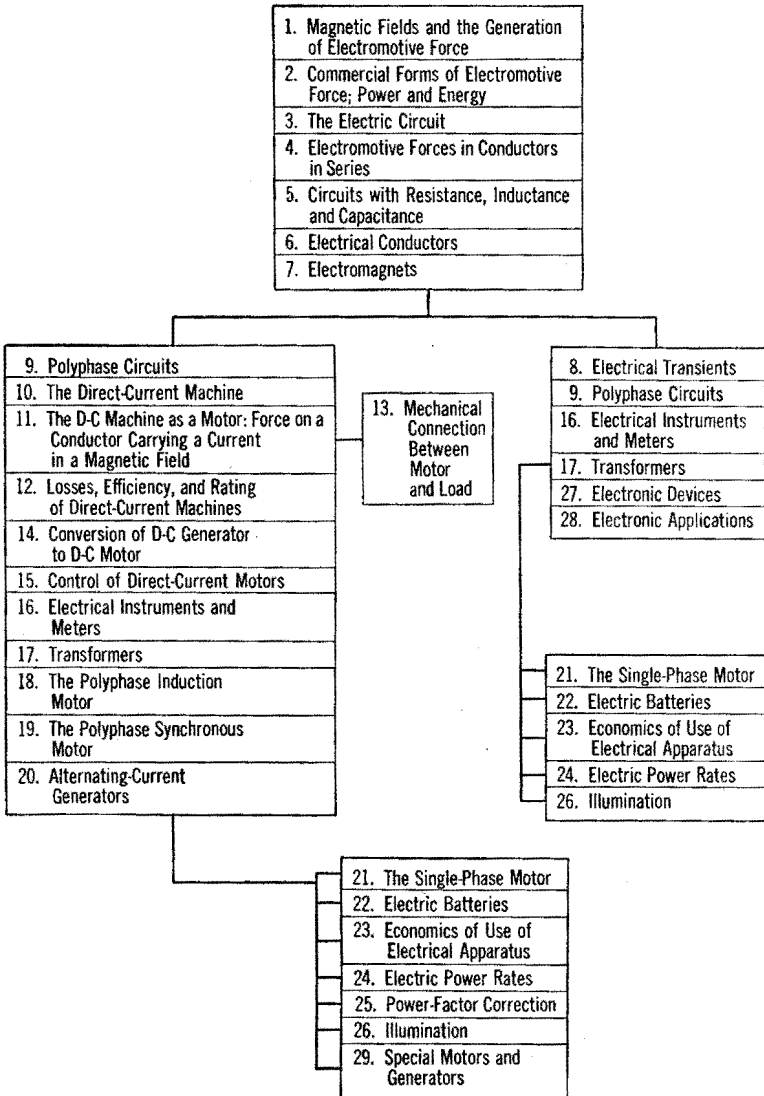 1. Magnetic Fields and the Generation
of Electromotive Force
2. Commercial Forms of Electromotive
Force; Power and Energy
3. The Electric Circuit
4. Electromotive Forces in Conductors
in Series
5. Circuits with Resistance, Inductance
and Capacitance
6. Electrical Conductors
7. Electromagnets
9. Polyphase Circuits
10. The Direct-Current Machine
11. The D-C Machine as a Motor: Force on a
Conductor Carrying a Current
in a Magnetic Field
12. Losses, Efficiency, and Rating
of Direct-Current Machines
14. Conversion of D-C Generator
to D-C Motor
15. Control of Direct-Current Motors
16. Electrical Instruments and
Meters
17. Transformers
18. The Polyphase Induction
Motor
19. The Polyphase Synchronous
Motor
20. Alternating-Current
Generators
13. Mechanical
Connection
Between
Motor
and Load
8. Electrical Transients
9. Polyphase Circuits
16. Electrical Instruments
and Meters
17. Transformers
27. Electronic Devices
28. Electronic Applications
21. The Single-Phase Motor
22. Electric Batteries
23. Economics of Use of
Electrical Apparatus
24. Electric Power Rates
26. Illumination
21. The Single-Phase Motor
22. Electric Batteries
23. Economics of Use of
Electrical Apparatus
24. Electric Power Rates
25. Power-Factor Correction
26. Illumination
29. Special Motors and
Generators